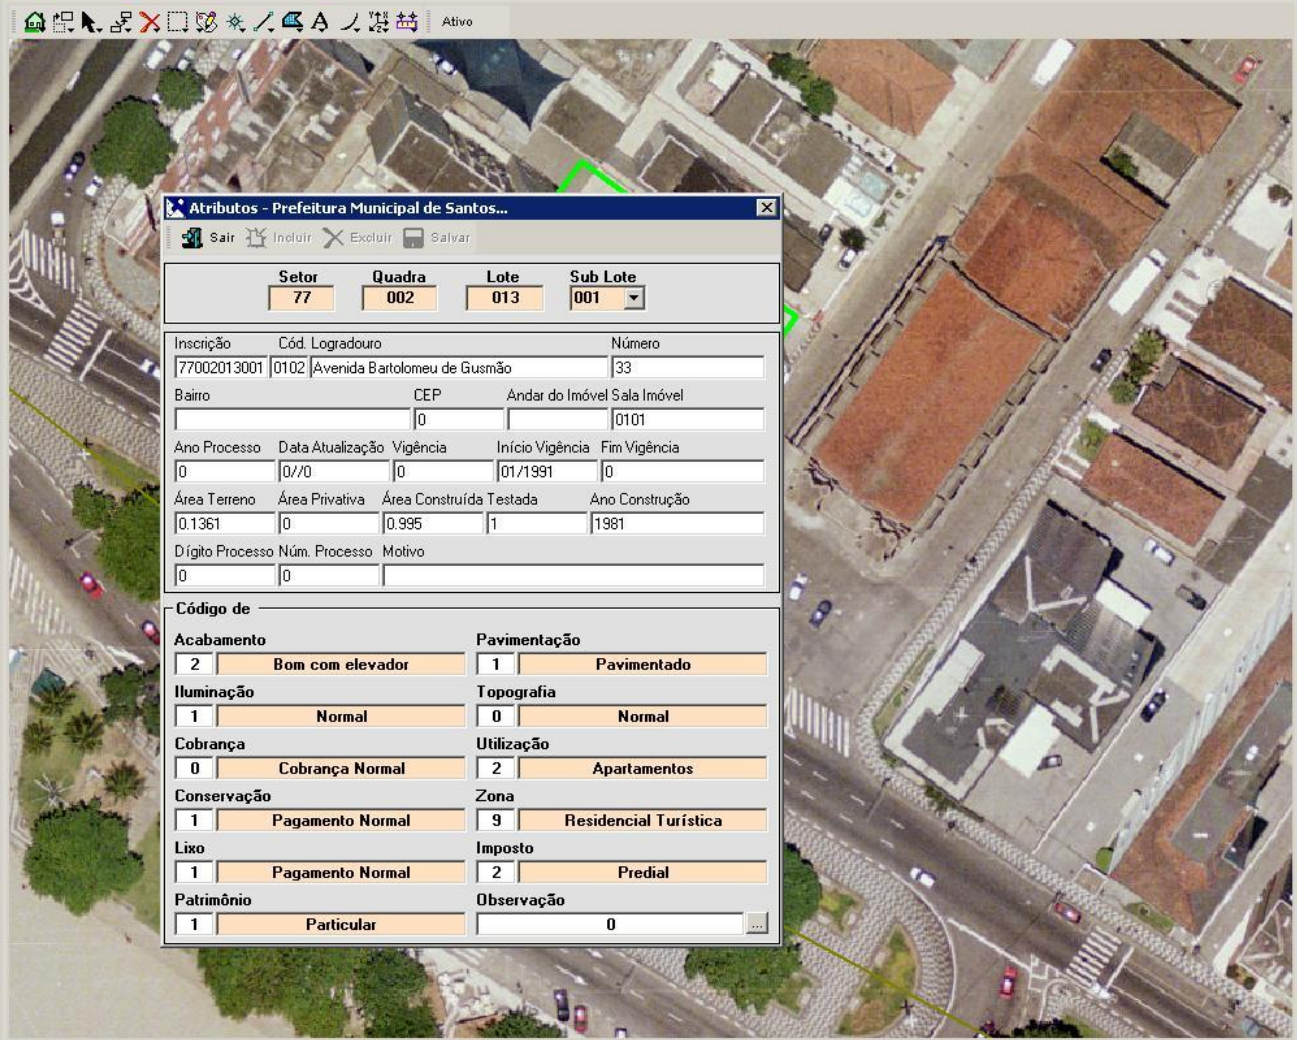 Ativo
Atributos - Prefeitura Municipal de Santos...
Sair Incluir Excluir Salvar
Setor Quadra Lote Sub Lote
77 002 013 001
Inscrição Cód. Logradouro Número
77002013001 0102 Avenida Bartolomeu de Gusmão 33
Bairro CEP Andar do Imóvel Sala Imóvel
0 0101
Ano Processo Data Atualização Vigência Início Vigência Fim Vigência
0 0//0 0 01/1991 0
Área Terreno Área Privativa Área Construída Testada Ano Construção
0.1361 0 0.995 1 1981
Dígito Processo Núm. Processo Motivo
0 0
Código de
Acabamento Pavimentação
2 Bom com elevador 1 Pavimentado
Iluminação Topografia
1 Normal 0 Normal
Cobrança Utilização
0 Cobrança Normal 2 Apartamentos
Conservação Zona
1 Pagamento Normal 9 Residencial Turística
Lixo Imposto
1 Pagamento Normal 2 Predial
Patrimônio Observação
1 Particular 0 ...